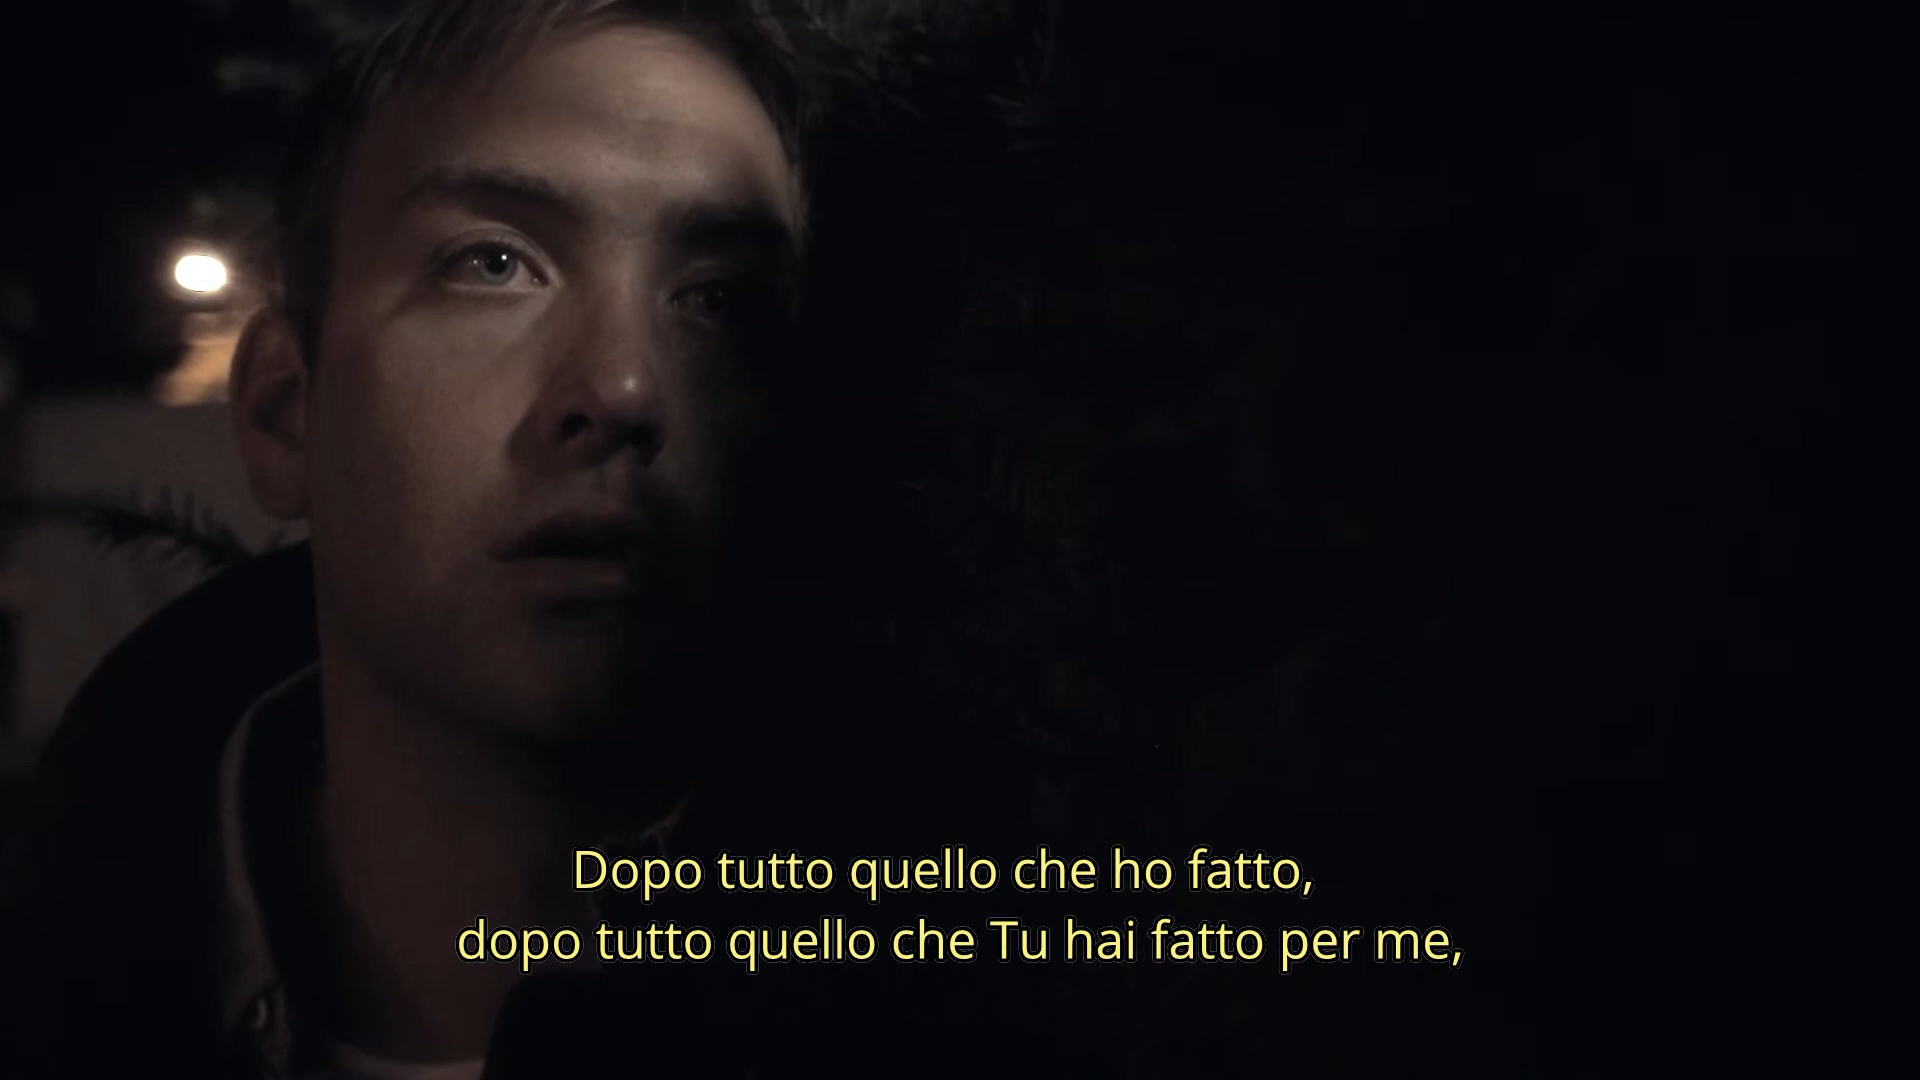 Dopo tutto quello che ho fatto,
dopo tutto quello che Tu hai fatto per me,